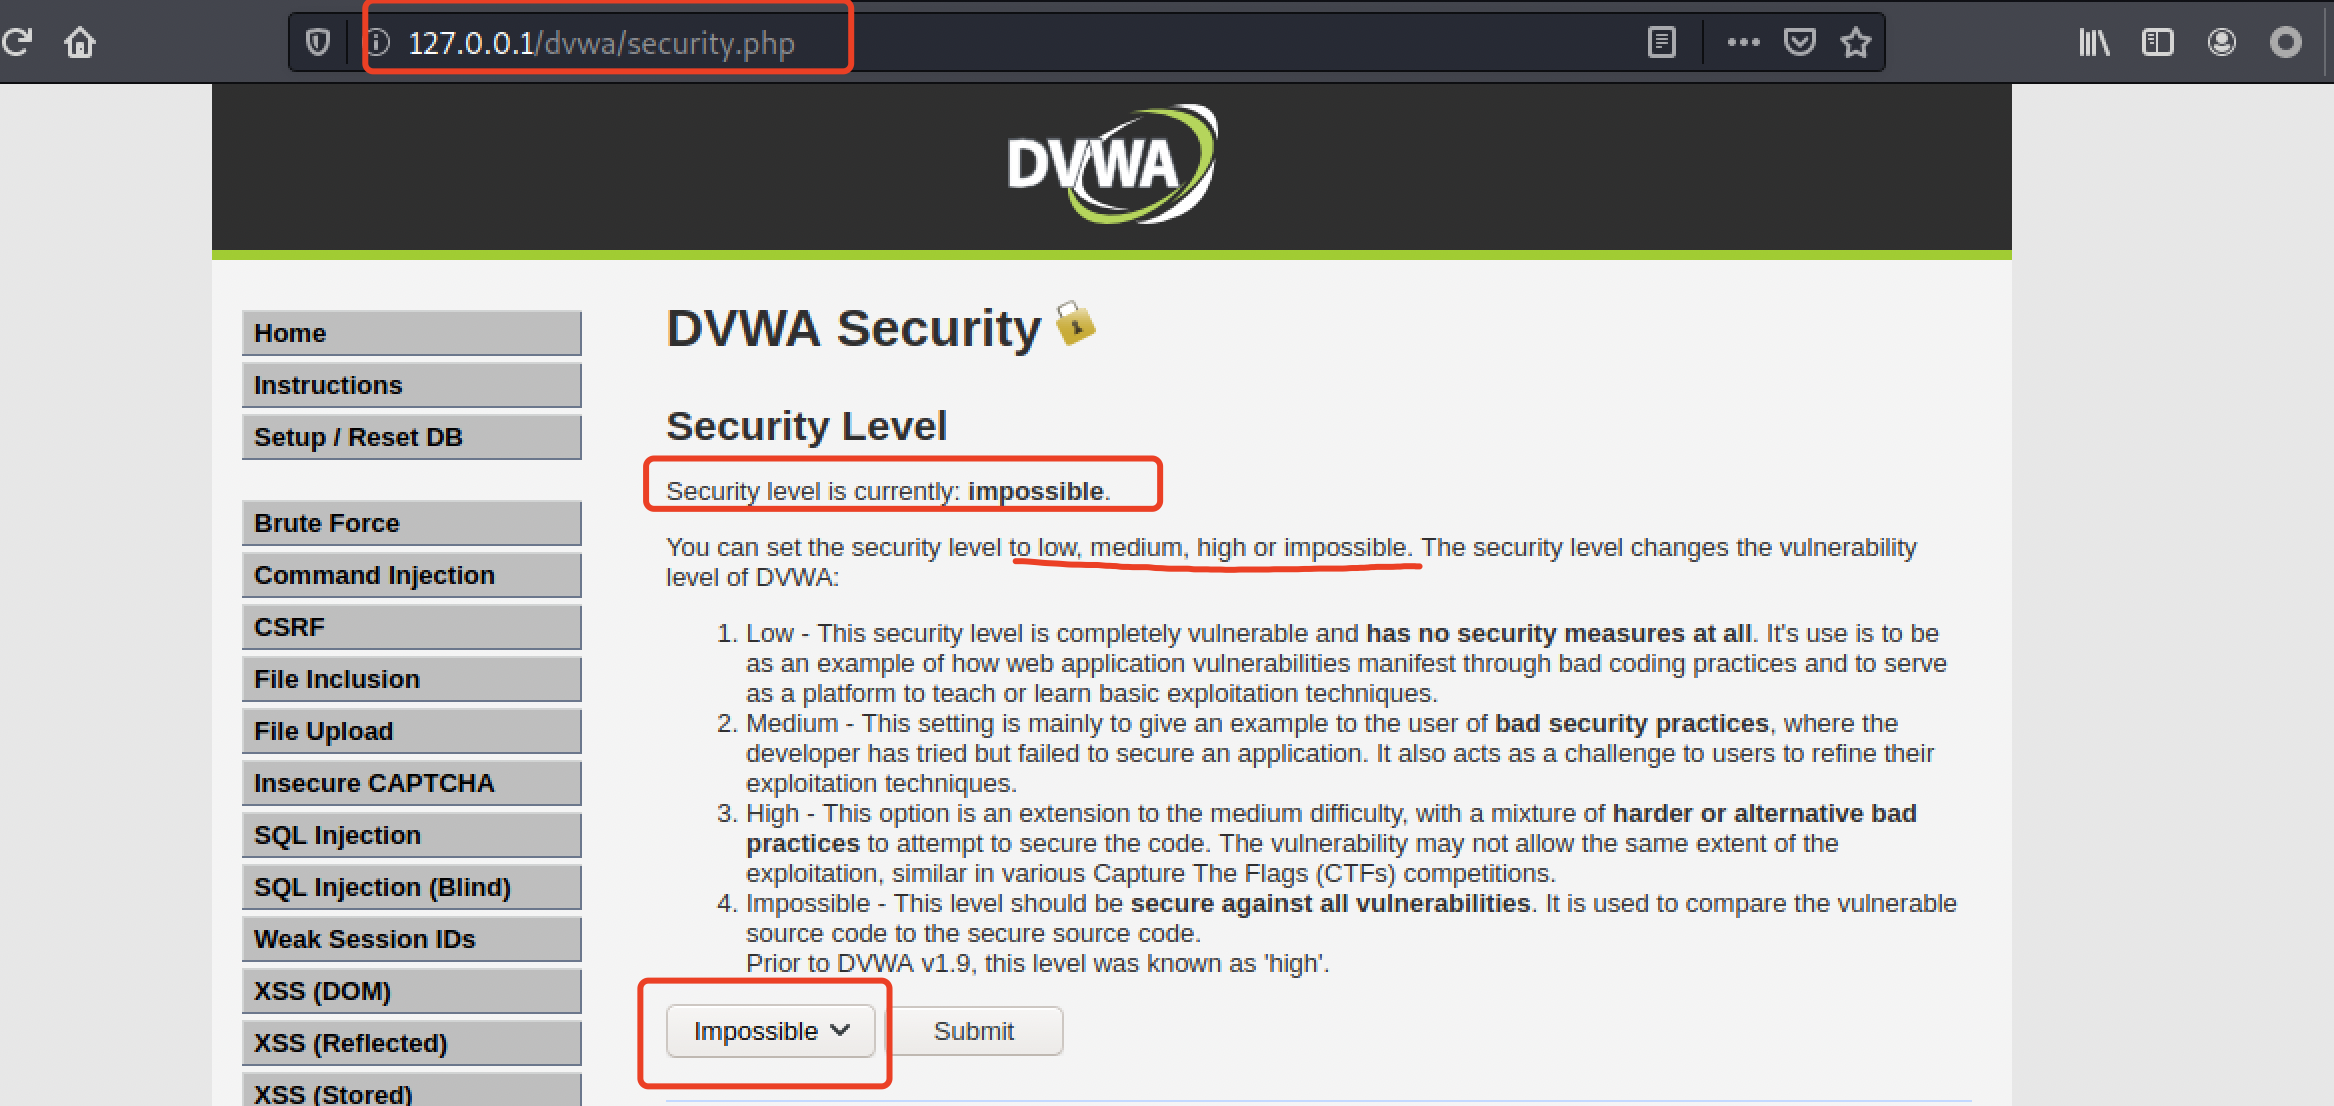 127.0.0.1/dvwa/security.php
DVWA
Home
Instructions
Setup / Reset DB
Brute Force
Command Injection
CSRF
File Inclusion
File Upload
Insecure CAPTCHA
SQL Injection
SQL Injection (Blind)
Weak Session IDs
XSS (DOM)
XSS (Reflected)
XSS (Stored)
DVWA Security
Security Level
Security level is currently: impossible.
You can set the security level to low, medium, high or impossible. The security level changes the vulnerability
level of DVWA:
1. Low - This security level is completely vulnerable and has no security measures at all. It's use is to be
as an example of how web application vulnerabilities manifest through bad coding practices and to serve
as a platform to teach or learn basic exploitation techniques.
2. Medium - This setting is mainly to give an example to the user of bad security practices, where the
developer has tried but failed to secure an application. It also acts as a challenge to users to refine their
exploitation techniques.
3. High - This option is an extension to the medium difficulty, with a mixture of harder or alternative bad
practices to attempt to secure the code. The vulnerability may not allow the same extent of the
exploitation, similar in various Capture The Flags (CTFs) competitions.
4. Impossible - This level should be secure against all vulnerabilities. It is used to compare the vulnerable
source code to the secure source code.
Prior to DVWA v1.9, this level was known as 'high'.
Impossible
Submit